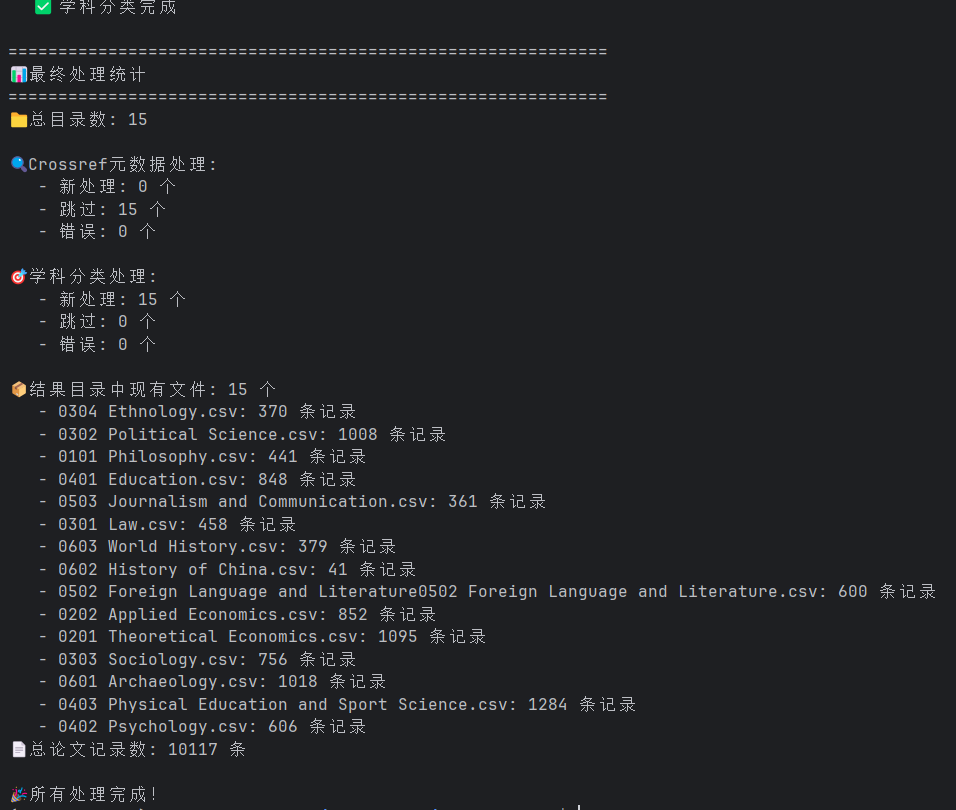 ✅ 学科分类完成
============================================================
📊最终处理统计
============================================================
📁总目录数: 15
🔍Crossref元数据处理:
- 新处理: 0 个
- 跳过: 15 个
- 错误: 0 个
🎯学科分类处理:
- 新处理: 15 个
- 跳过: 0 个
- 错误: 0 个
📦结果目录中现有文件: 15 个
- 0304 Ethnology.csv: 370 条记录
- 0302 Political Science.csv: 1008 条记录
- 0101 Philosophy.csv: 441 条记录
- 0401 Education.csv: 848 条记录
- 0503 Journalism and Communication.csv: 361 条记录
- 0301 Law.csv: 458 条记录
- 0603 World History.csv: 379 条记录
- 0602 History of China.csv: 41 条记录
- 0502 Foreign Language and Literature0502 Foreign Language and Literature.csv: 600 条记录
- 0202 Applied Economics.csv: 852 条记录
- 0201 Theoretical Economics.csv: 1095 条记录
- 0303 Sociology.csv: 756 条记录
- 0601 Archaeology.csv: 1018 条记录
- 0403 Physical Education and Sport Science.csv: 1284 条记录
- 0402 Psychology.csv: 606 条记录
📄总论文记录数: 10117 条
🎉所有处理完成!